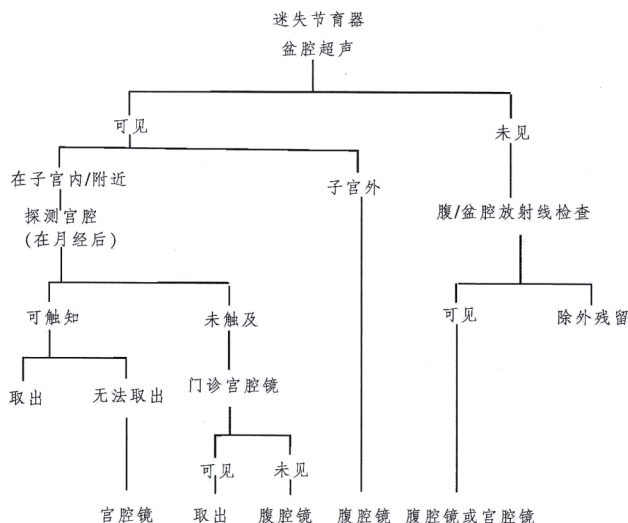 迷失节育器
盆腔超声
可见
未见
在子宫内/附近
子宫外
探测宫腔
(在月经后)
腹/盆腔放射线检查
可触知
未触及
可见
除外残留
取出
无法取出
门诊宫腔镜
可见
未见
宫腔镜
取出
腹腔镜
腹腔镜
腹腔镜或宫腔镜